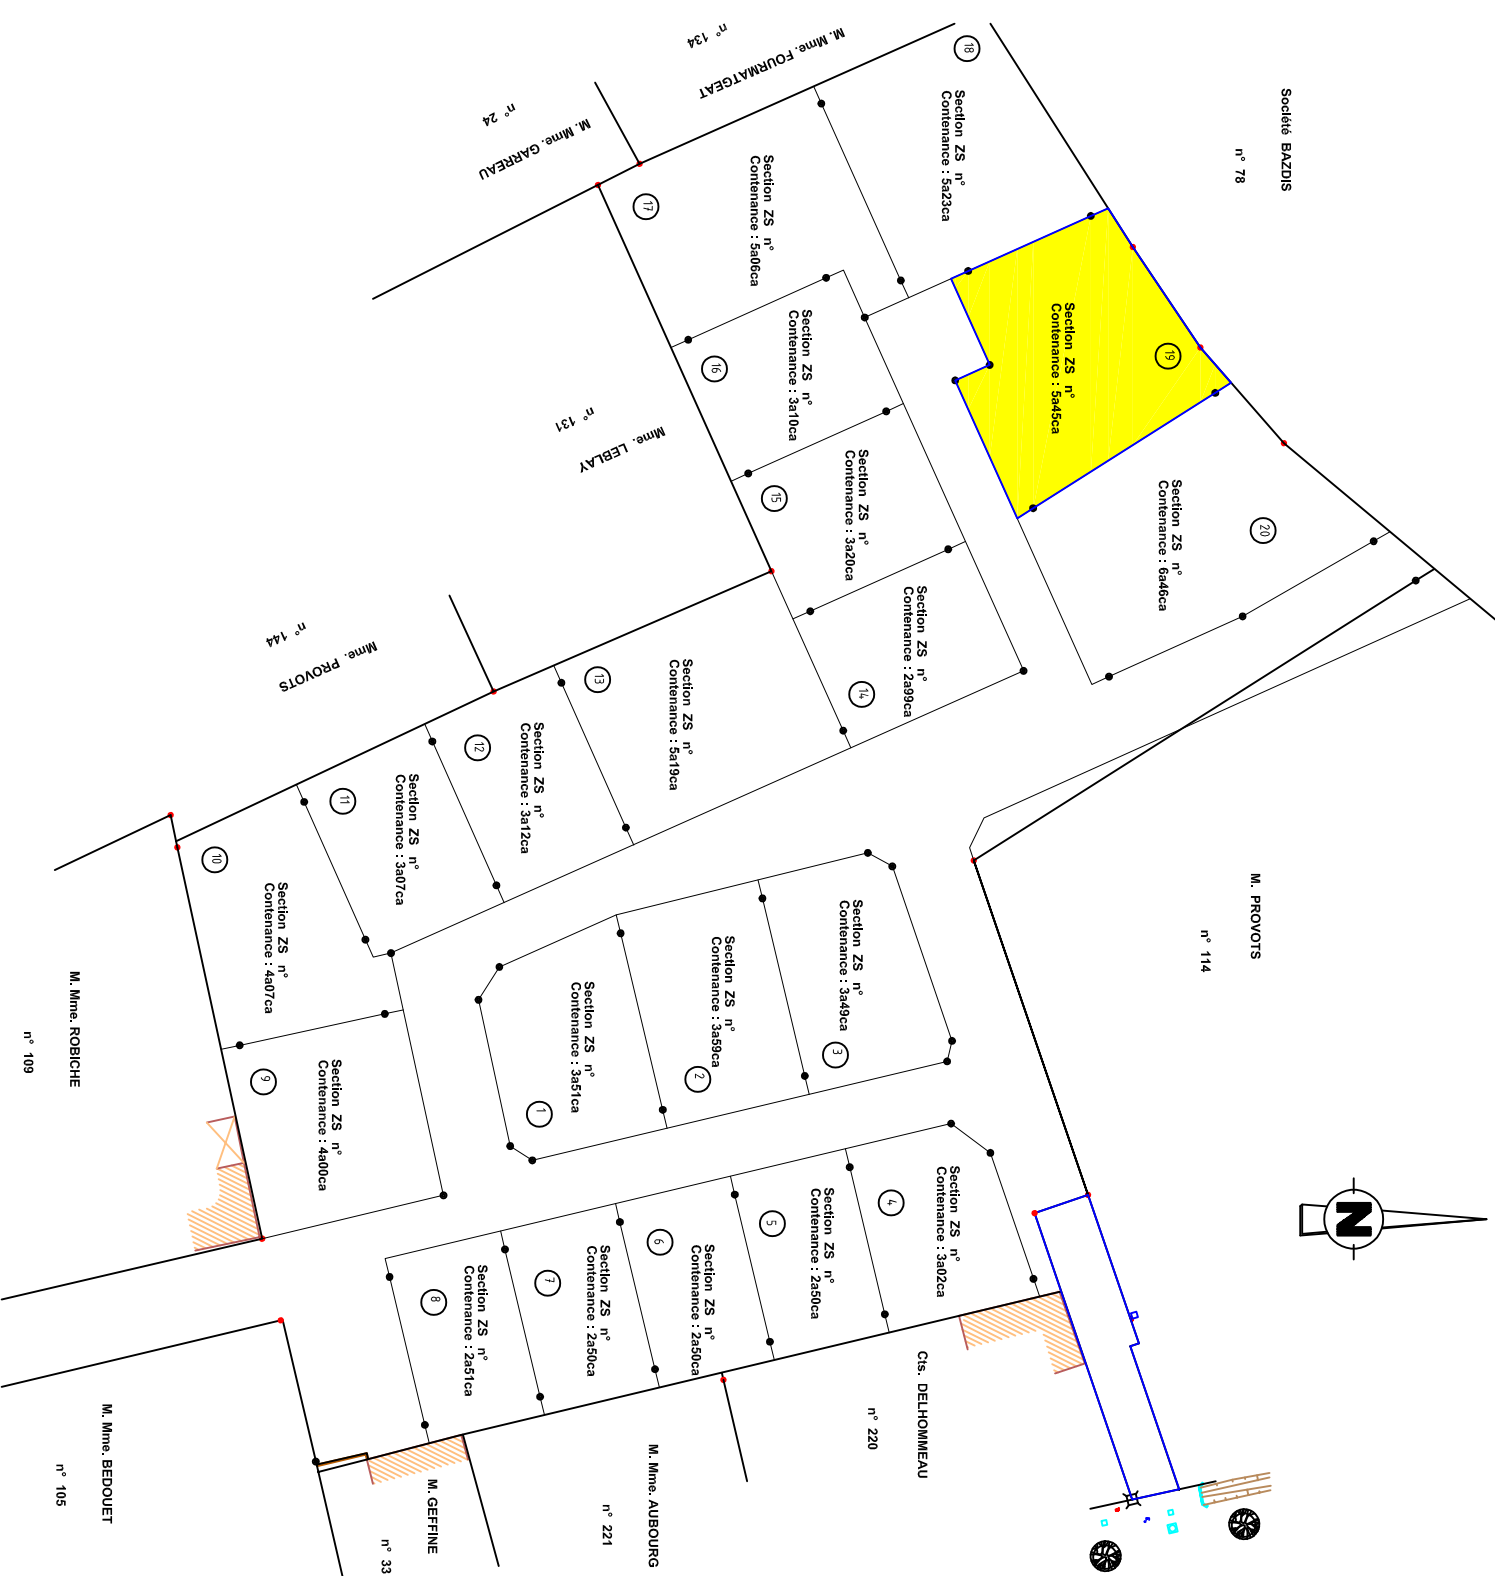 Société BAZDIS
n° 78
M. Mme. FOURMATGEAT
n° 134
M. Mme. GARREAU
n° 24
Mme. LEBLAY
n° 131
Mme. PROVOTS
n° 144
M. PROVOTS
n° 114
M. Mme. ROBICHE
n° 109
M. Mme. BEDOUET
n° 105
M. GEFFINE
n° 33
M. Mme. AUBOURG
n° 221
Cts. DELHOMMEAU
n° 220
18
Section ZS n°
Contenance : 5a23ca
17
Section ZS n°
Contenance : 5a06ca
19
Section ZS n°
Contenance : 5a45ca
16
Section ZS n°
Contenance : 3a10ca
15
Section ZS n°
Contenance : 3a20ca
20
Section ZS n°
Contenance : 6a46ca
14
Section ZS n°
Contenance : 2a99ca
13
Section ZS n°
Contenance : 5a19ca
12
Section ZS n°
Contenance : 3a12ca
11
Section ZS n°
Contenance : 3a07ca
10
Section ZS n°
Contenance : 4a07ca
9
Section ZS n°
Contenance : 4a00ca
3
Section ZS n°
Contenance : 3a49ca
2
Section ZS n°
Contenance : 3a59ca
1
Section ZS n°
Contenance : 3a51ca
4
Section ZS n°
Contenance : 3a02ca
5
Section ZS n°
Contenance : 2a50ca
6
Section ZS n°
Contenance : 2a50ca
7
Section ZS n°
Contenance : 2a50ca
8
Section ZS n°
Contenance : 2a51ca
N